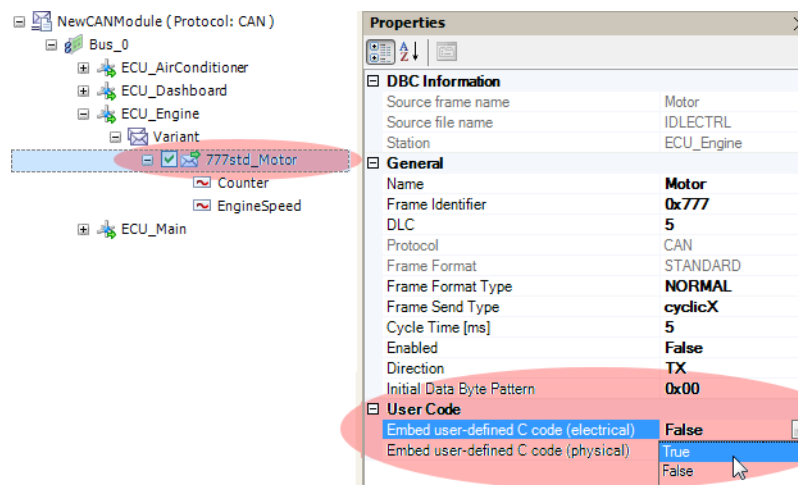 NewCANModule ( Protocol: CAN )
Bus_0
ECU_AirConditioner
ECU_Dashboard
ECU_Engine
Variant
777std_Motor
Counter
EngineSpeed
ECU_Main
Properties
DBC Information
Source frame name Motor
Source file name IDLECTRL
Station ECU_Engine
General
Name Motor
Frame Identifier 0x777
DLC 5
Protocol CAN
Frame Format STANDARD
Frame Format Type NORMAL
Frame Send Type cyclicX
Cycle Time [ms] 5
Enabled False
Direction TX
Initial Data Byte Pattern 0x00
User Code
Embed user-defined C code (electrical) False
Embed user-defined C code (physical) True
False